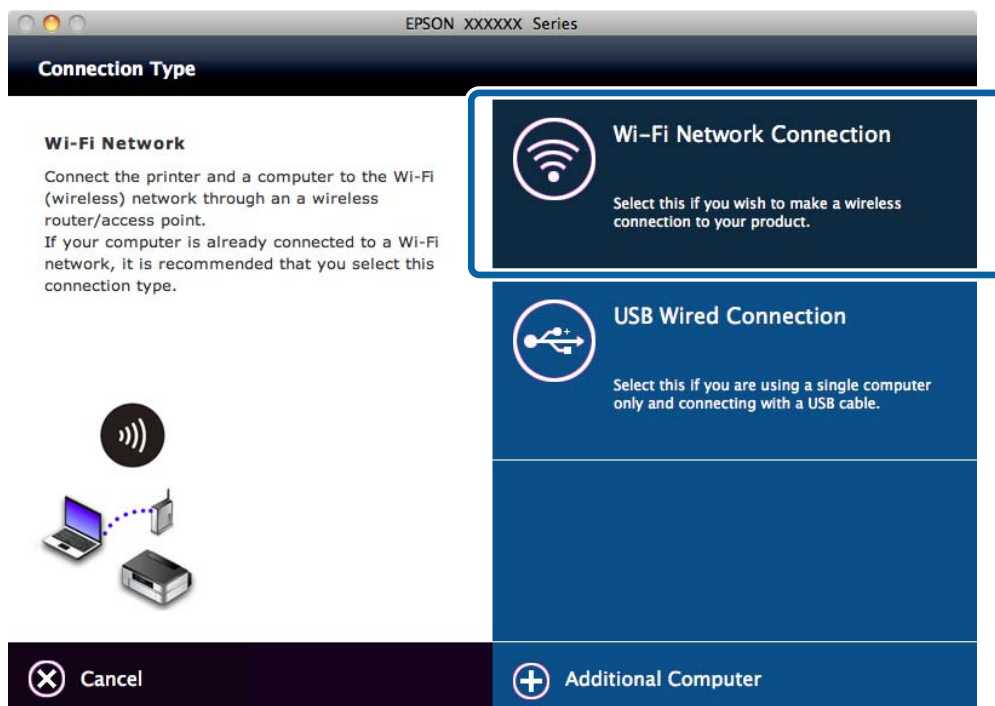 EPSON XXXXXX Series
Connection Type
Wi-Fi Network
Connect the printer and a computer to the Wi-Fi
(wireless) network through an a wireless
router/access point.
If your computer is already connected to a Wi-Fi
network, it is recommended that you select this
connection type.
Wi-Fi Network Connection
Select this if you wish to make a wireless
connection to your product.
USB Wired Connection
Select this if you are using a single computer
only and connecting with a USB cable.
Cancel
Additional Computer